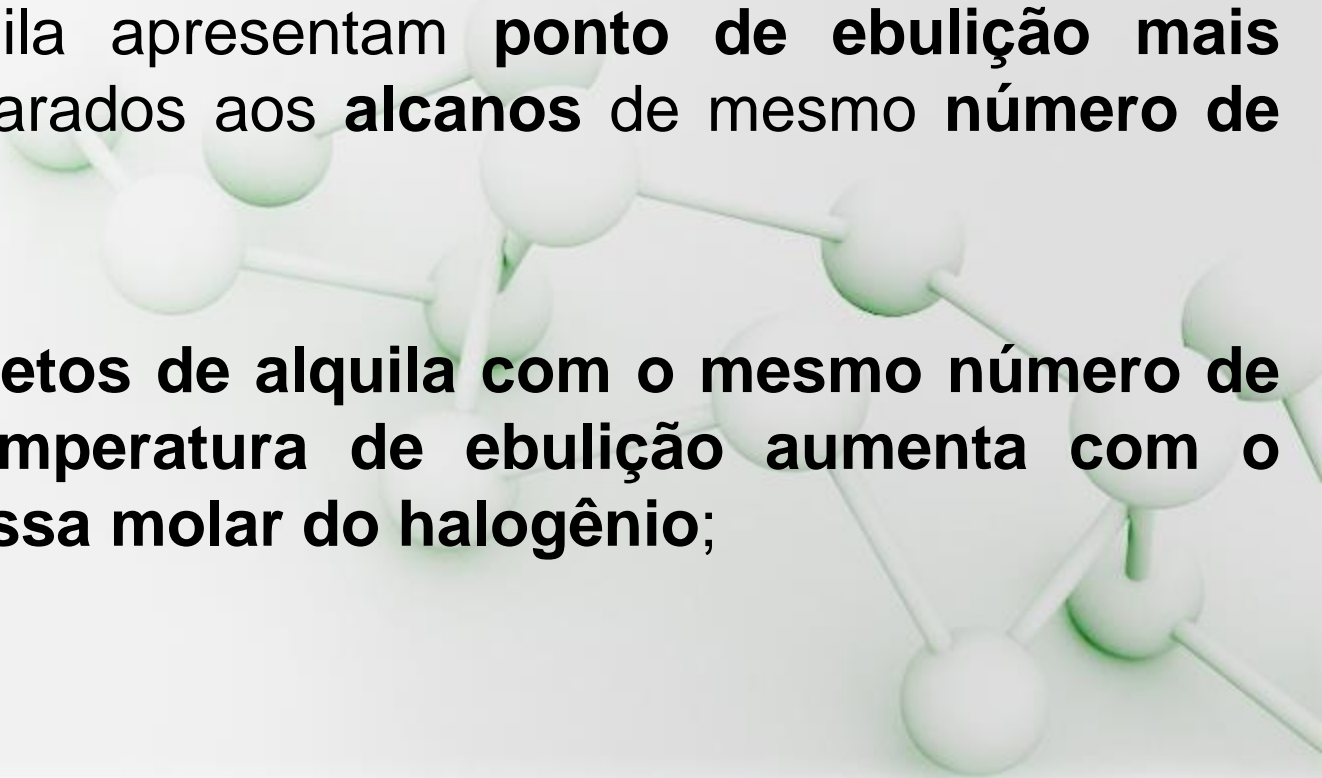 ila apresentam ponto de ebulição mais
arados aos alcanos de mesmo número de
etos de alquila com o mesmo número de
mperatura de ebulição aumenta com o
ssa molar do halogênio;